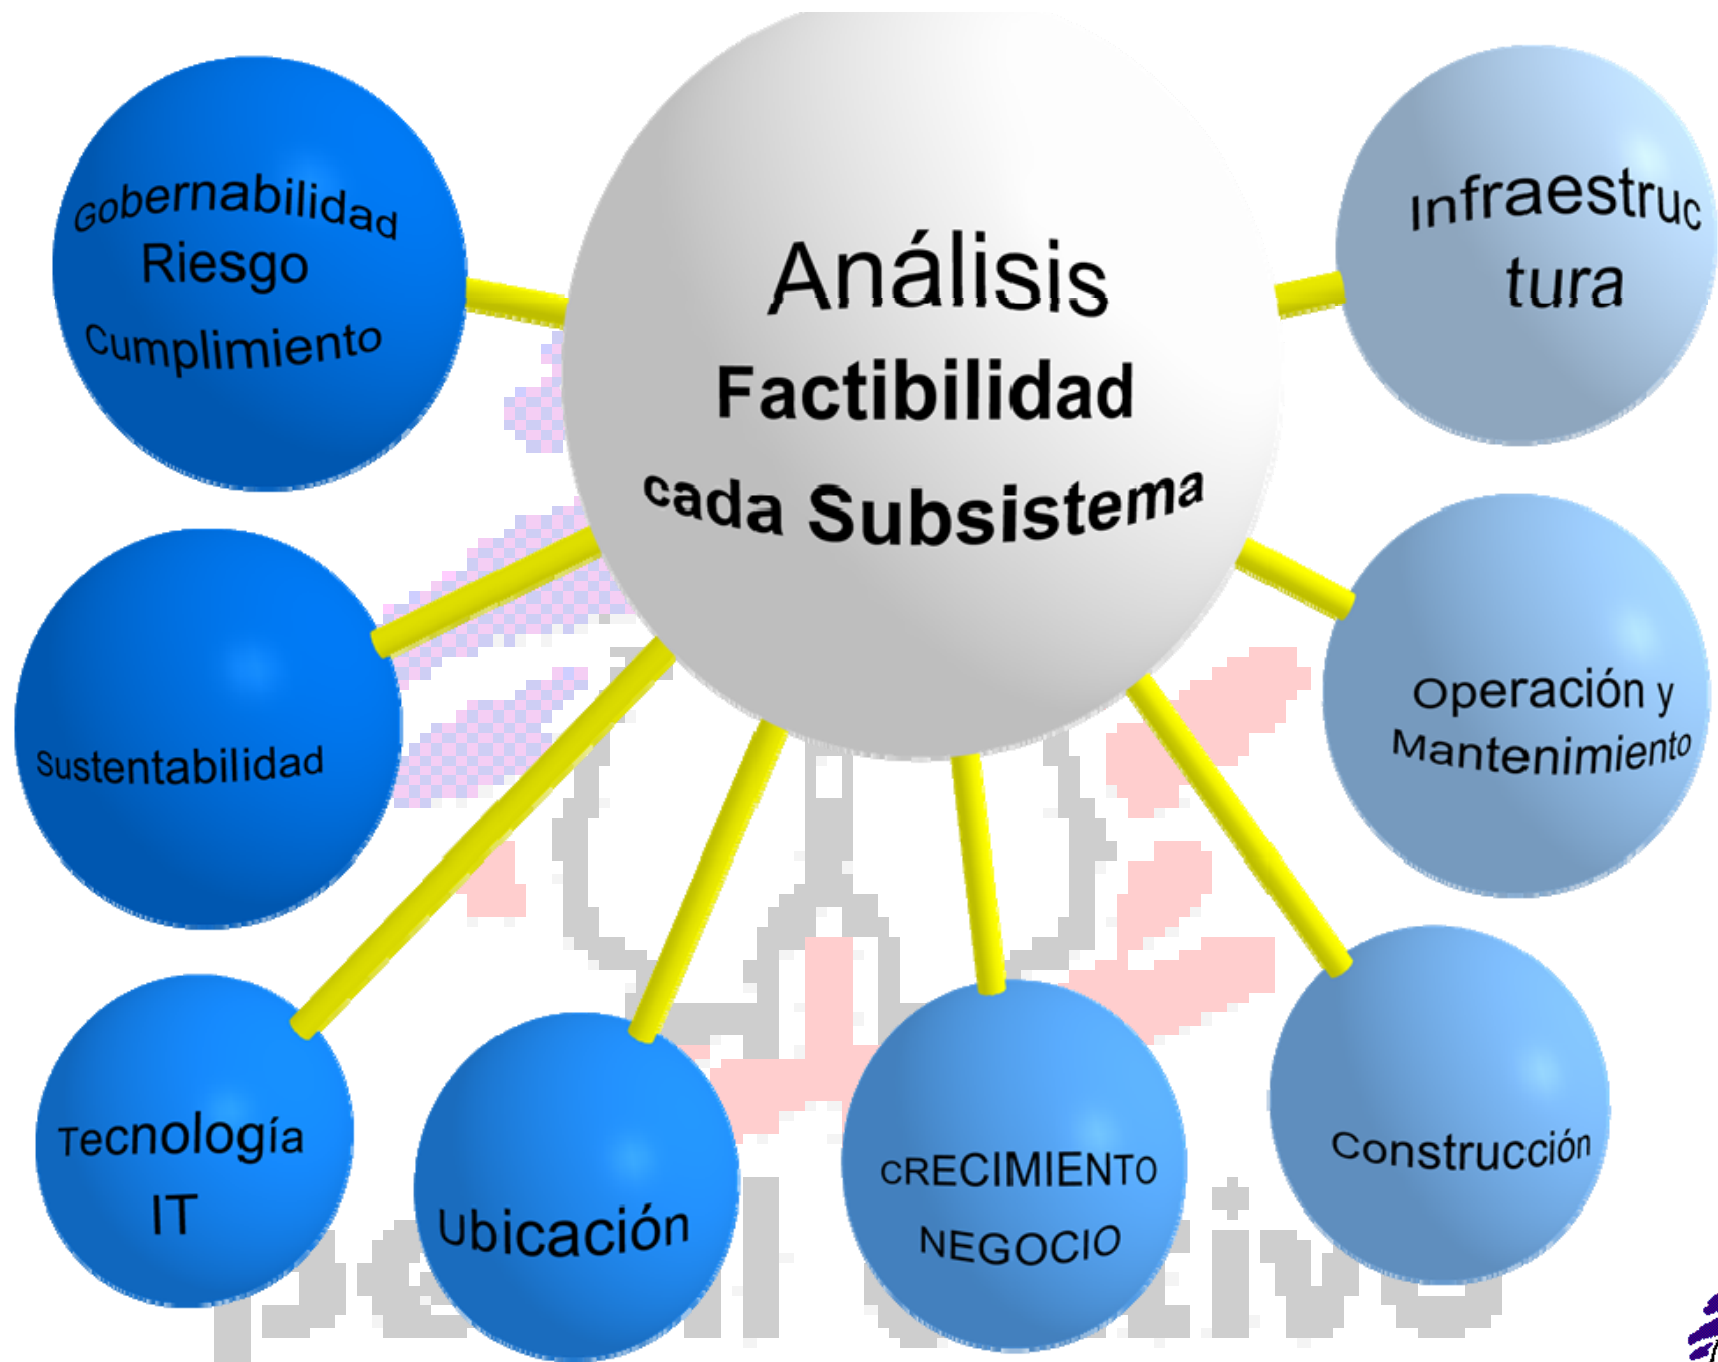 Análisis
Factibilidad
cada Subsistema
Gobernabilidad
Riesgo
Cumplimiento
Sustentabilidad
Tecnología
IT
Ubicación
CRECIMIENTO
NEGOCIO
Construcción
Operación y
Mantenimiento
Infraestruc
tura